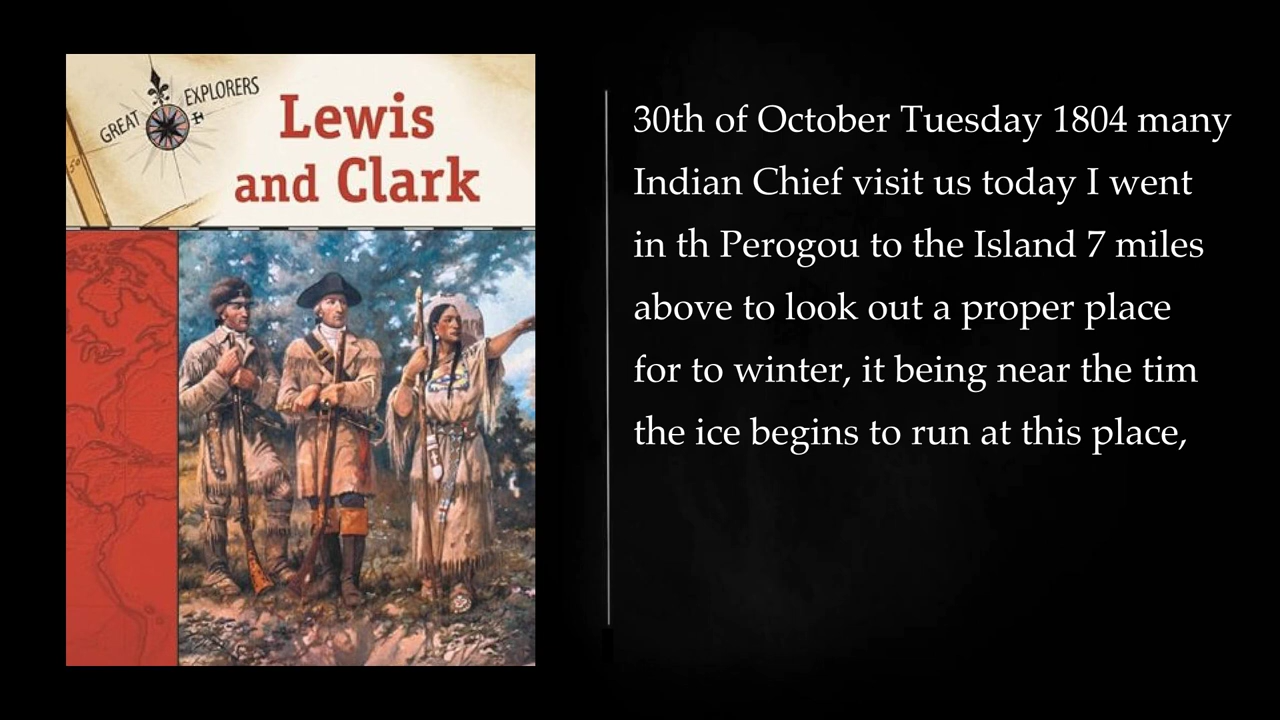 GREAT EXPLORERS
Lewis
and Clark
50
30th of October Tuesday 1804 many
Indian Chief visit us today I went
in th Perogou to the Island 7 miles
above to look out a proper place
for to winter, it being near the tim
the ice begins to run at this place,